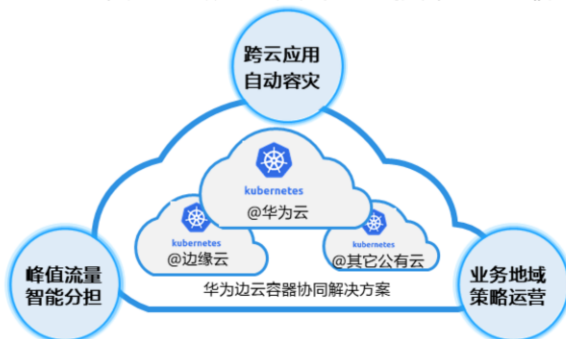 跨云应用
自动容灾
kubernetes
@华为云
kubernetes
@边缘云
kubernetes
@其它公有云
峰值流量
智能分担
华为边云容器协同解决方案
业务地域
策略运营